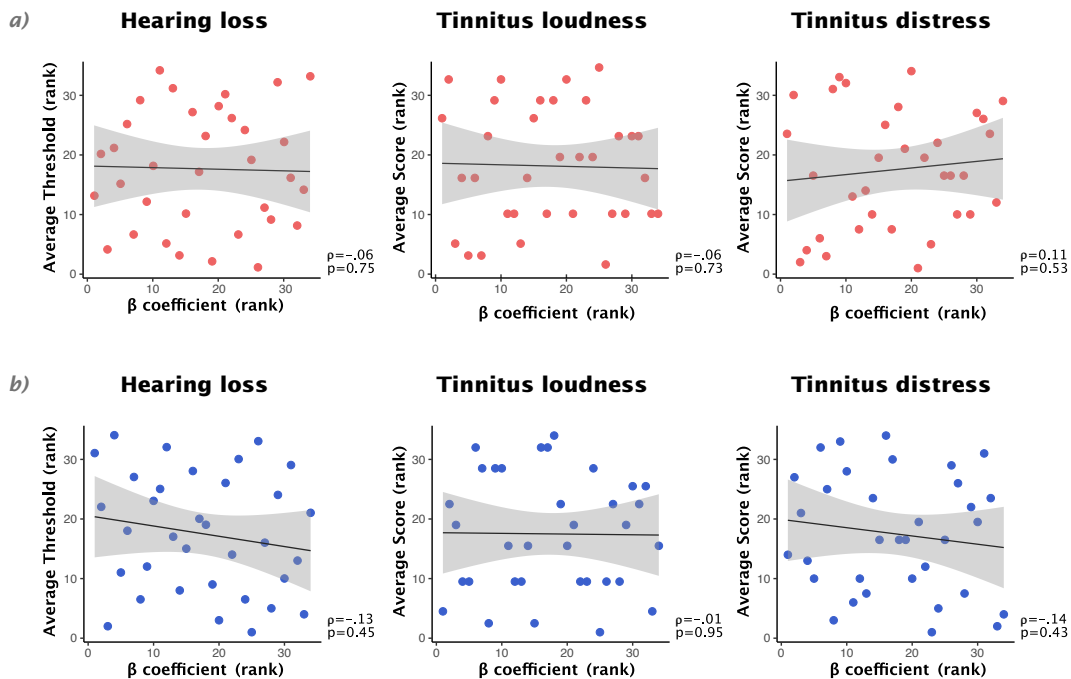 a)
Hearing loss
Tinnitus loudness
Tinnitus distress
Average Threshold (rank)
30
20
10
0
0 10 20 30
β coefficient (rank)
ρ=-.06
p=0.75
Average Score (rank)
30
20
10
0
0 10 20 30
β coefficient (rank)
ρ=-.06
p=0.73
Average Score (rank)
30
20
10
0
0 10 20 30
β coefficient (rank)
ρ=0.11
p=0.53
b)
Hearing loss
Tinnitus loudness
Tinnitus distress
Average Threshold (rank)
30
20
10
0
0 10 20 30
β coefficient (rank)
ρ=-.13
p=0.45
Average Score (rank)
30
20
10
0
0 10 20 30
β coefficient (rank)
ρ=-.01
p=0.95
Average Score (rank)
30
20
10
0
0 10 20 30
β coefficient (rank)
ρ=-.14
p=0.43